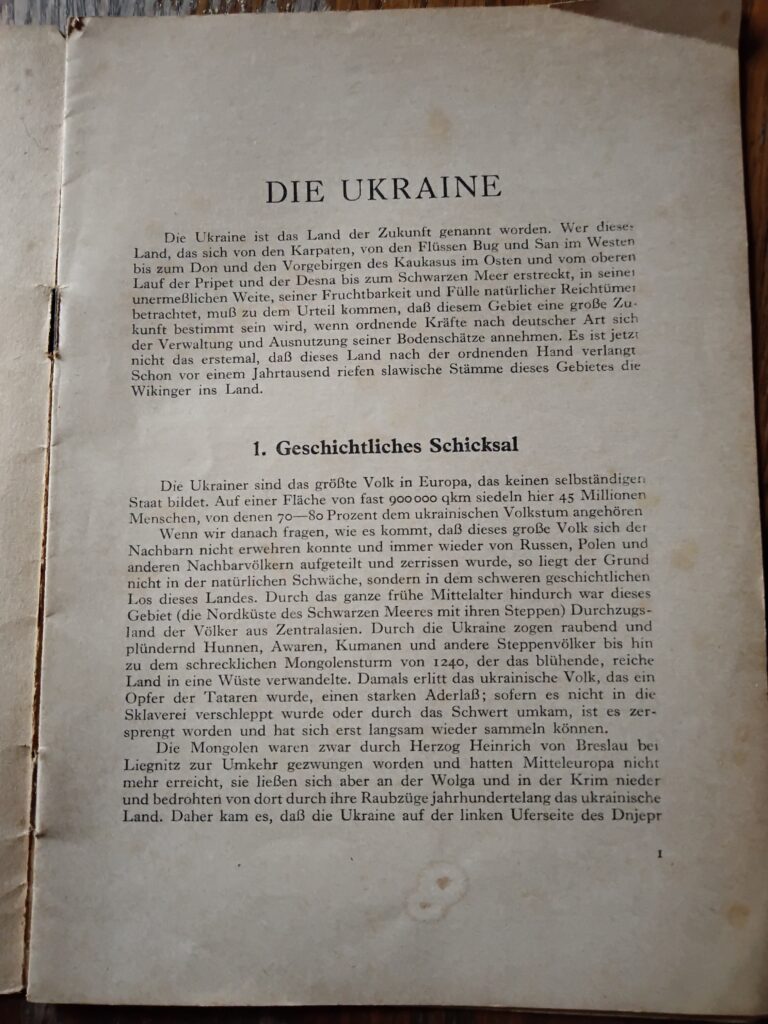 DIE UKRAINE
Die Ukraine ist das Land der Zukunft genannt worden. Wer dieses
Land, das sich von den Karpaten, von den Flüssen Bug und San im Westen
bis zum Don und den Vorgebirgen des Kaukasus im Osten und vom oberen
Lauf der Pripet und der Desna bis zum Schwarzen Meer erstreckt, in seiner
unermeßlichen Weite, seiner Fruchtbarkeit und Fülle natürlicher Reichtümer
betrachtet, muß zu dem Urteil kommen, daß diesem Gebiet eine große Zu-
kunft bestimmt sein wird, wenn ordnende Kräfte nach deutscher Art sich
der Verwaltung und Ausnutzung seiner Bodenschätze annehmen. Es ist jetzt
nicht das erstemal, daß dieses Land nach der ordnenden Hand verlangt
Schon vor einem Jahrtausend riefen slawische Stämme dieses Gebietes die
Wikinger ins Land.
1. Geschichtliches Schicksal
Die Ukrainer sind das größte Volk in Europa, das keinen selbständigen
Staat bildet. Auf einer Fläche von fast 900000 qkm siedeln hier 45 Millionen
Menschen, von denen 70—80 Prozent dem ukrainischen Volkstum angehören
Wenn wir danach fragen, wie es kommt, daß dieses große Volk sich der
Nachbarn nicht erwehren konnte und immer wieder von Russen, Polen und
anderen Nachbarvölkern aufgeteilt und zerrissen wurde, so liegt der Grund
nicht in der natürlichen Schwäche, sondern in dem schweren geschichtlichen
Los dieses Landes. Durch das ganze frühe Mittelalter hindurch war dieses
Gebiet (die Nordküste des Schwarzen Meeres mit ihren Steppen) Durchzugs-
land der Völker aus Zentralasien. Durch die Ukraine zogen raubend und
plündernd Hunnen, Awaren, Kumanen und andere Steppenvölker bis hin
zu dem schrecklichen Mongolensturm von 1240, der das blühende, reiche
Land in eine Wüste verwandelte. Damals erlitt das ukrainische Volk, das ein
Opfer der Tataren wurde, einen starken Aderlaß; sofern es nicht in die
Sklaverei verschleppt wurde oder durch das Schwert umkam, ist es zer-
sprengt worden und hat sich erst langsam wieder sammeln können.
Die Mongolen waren zwar durch Herzog Heinrich von Breslau bei
Liegnitz zur Umkehr gezwungen worden und hatten Mitteleuropa nicht
mehr erreicht, sie ließen sich aber an der Wolga und in der Krim nieder
und bedrohten von dort durch ihre Raubzüge jahrhundertelang das ukrainische
Land. Daher kam es, daß die Ukraine auf der linken Uferseite des Dnjepr
1